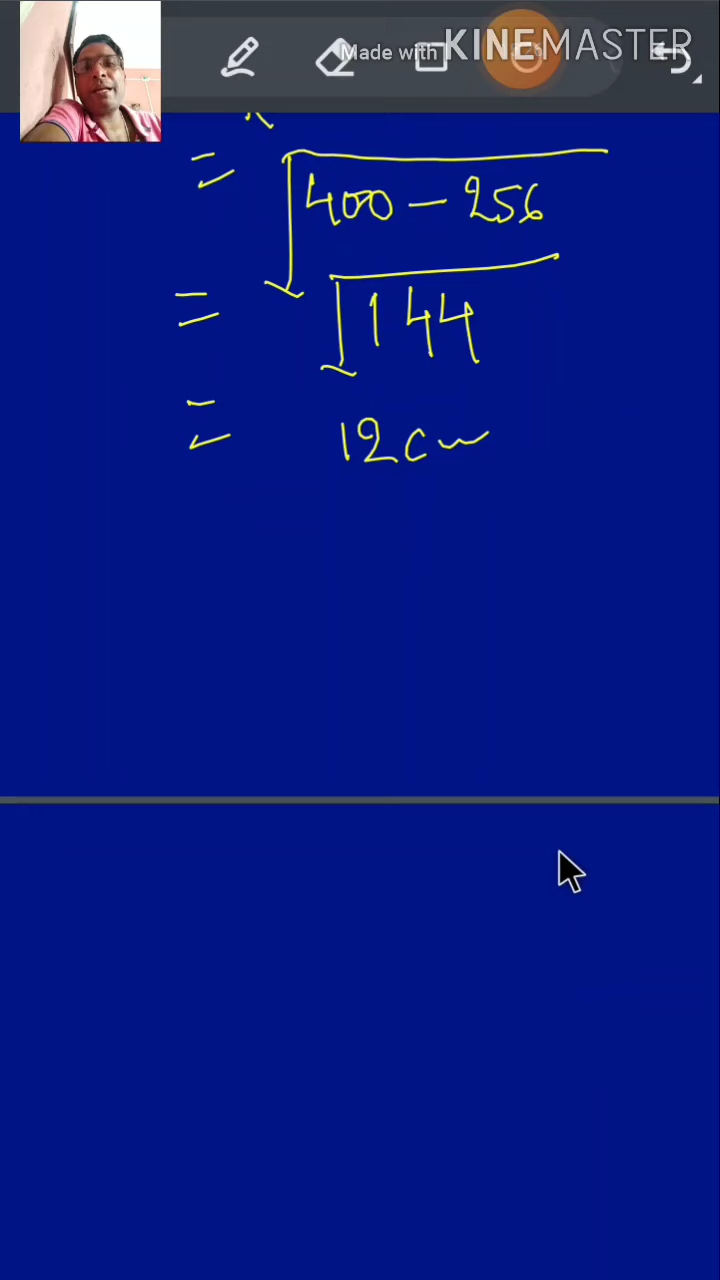 Made with KINEMASTER
= √400 - 256
= √144
= 12cm